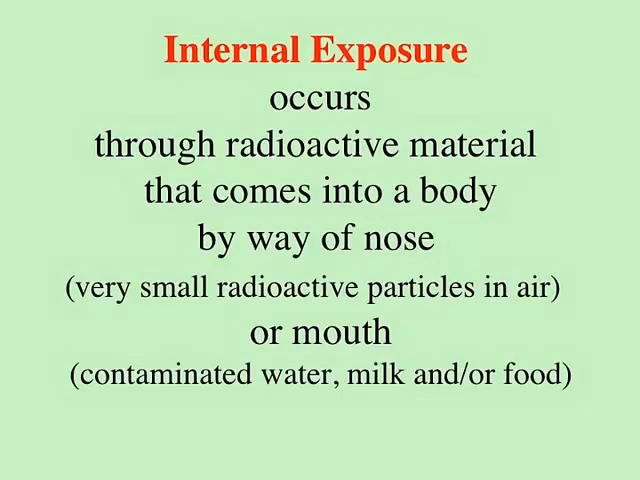 Internal Exposure
occurs
through radioactive material
that comes into a body
by way of nose
(very small radioactive particles in air)
or mouth
(contaminated water, milk and/or food)